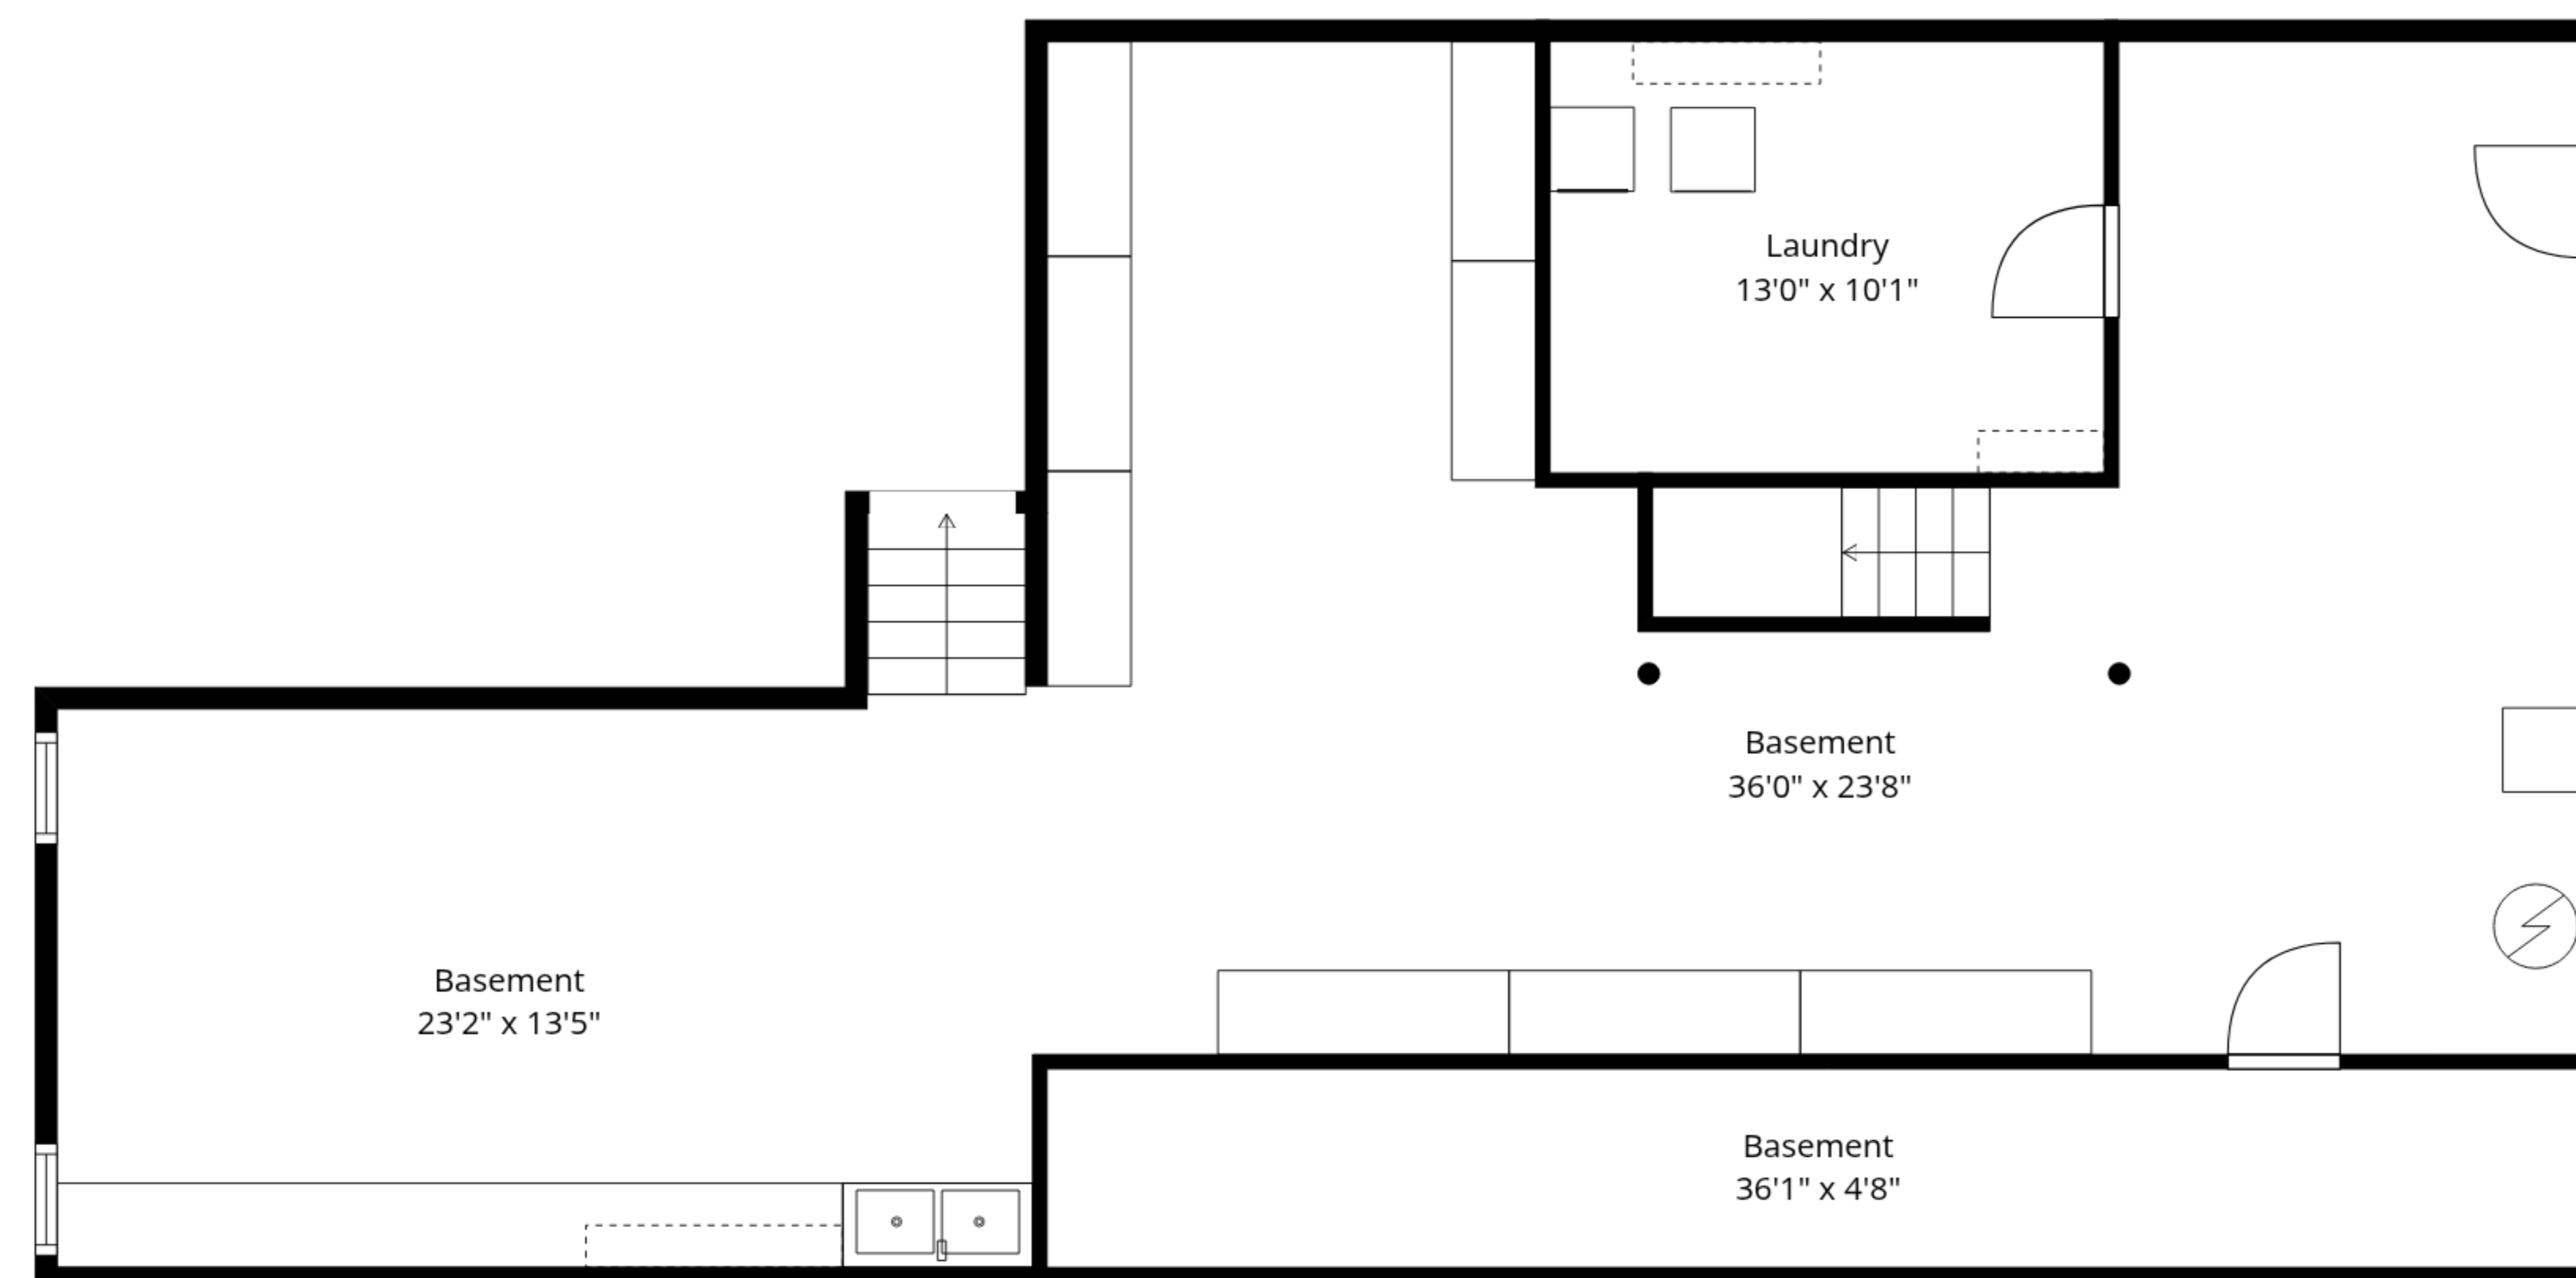 Laundry
13'0" x 10'1"
Basement
36'0" x 23'8"
Basement
23'2" x 13'5"
Basement
36'1" x 4'8"